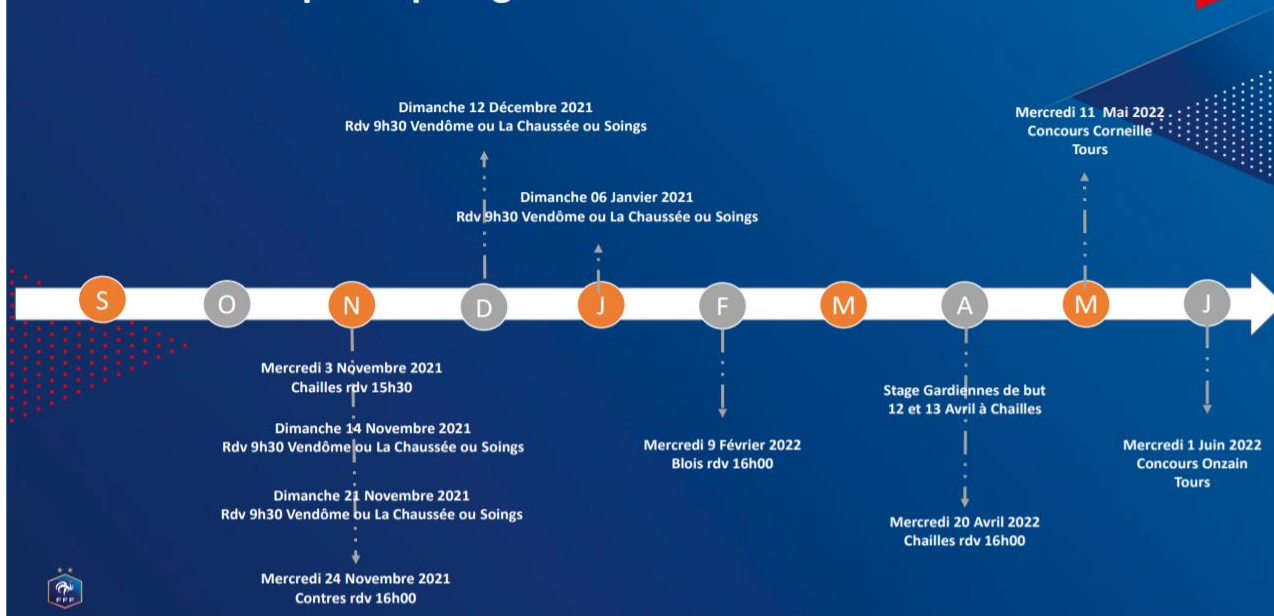 Dimanche 12 Décembre 2021
Rdv 9h30 Vendôme ou La Chaussée ou Soings
Mercredi 11 Mai 2022
Concours Corneille
Tours
Dimanche 06 Janvier 2021
Rdv 9h30 Vendôme ou La Chaussée ou Soings
S O N D J F M A M J
Mercredi 3 Novembre 2021
Chailles rdv 15h30
Dimanche 14 Novembre 2021
Rdv 9h30 Vendôme ou La Chaussée ou Soings
Dimanche 21 Novembre 2021
Rdv 9h30 Vendôme ou La Chaussée ou Soings
Mercredi 24 Novembre 2021
Contres rdv 16h00
Mercredi 9 Février 2022
Blois rdv 16h00
Stage Gardiennes de but
12 et 13 Avril à Chailles
Mercredi 20 Avril 2022
Chailles rdv 16h00
Mercredi 1 Juin 2022
Concours Onzain
Tours
FFF